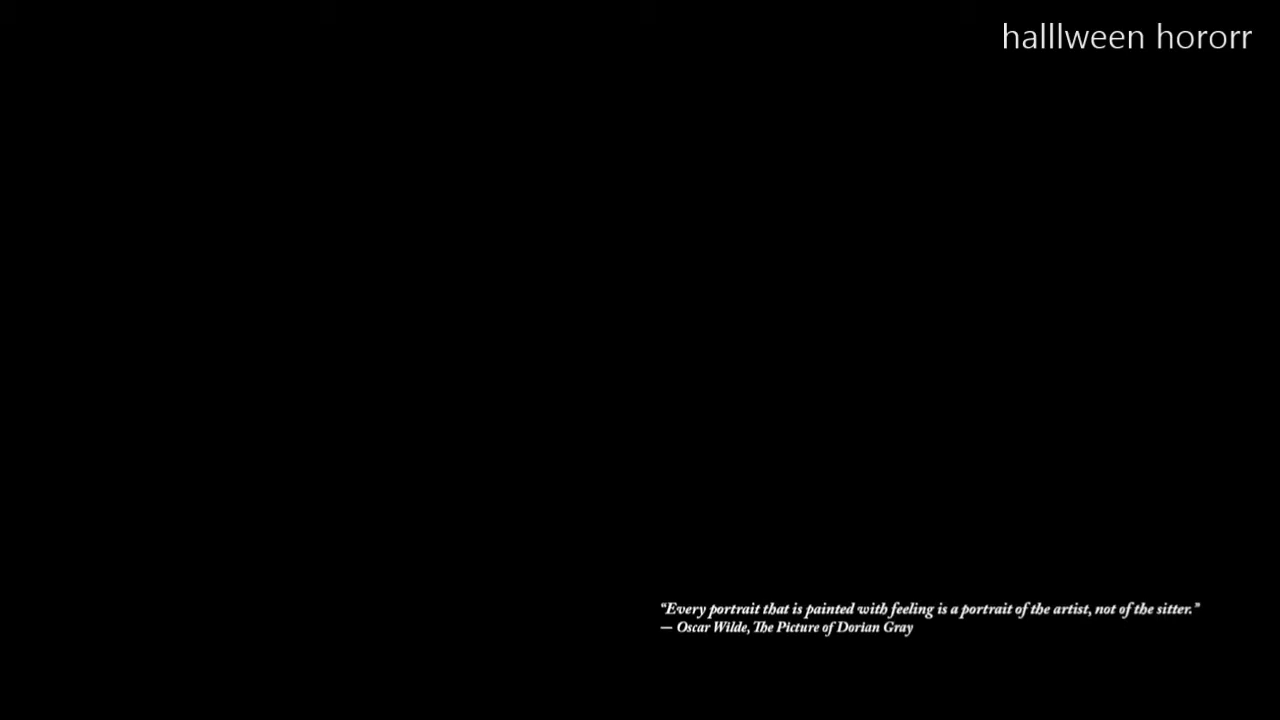 halllween hororr
“Every portrait that is painted with feeling is a portrait of the artist, not of the sitter.”
— Oscar Wilde, The Picture of Dorian Gray